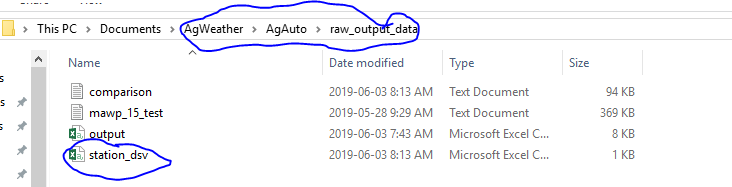 Share View
This PC > Documents > AgWeather > AgAuto > raw_output_data
Name Date modified Type Size
comparison 2019-06-03 8:13 AM Text Document 94 KB
mawp_15_test 2019-05-28 9:29 AM Text Document 369 KB
output 2019-06-03 7:43 AM Microsoft Excel C... 8 KB
station_dsv 2019-06-03 8:13 AM Microsoft Excel C... 1 KB